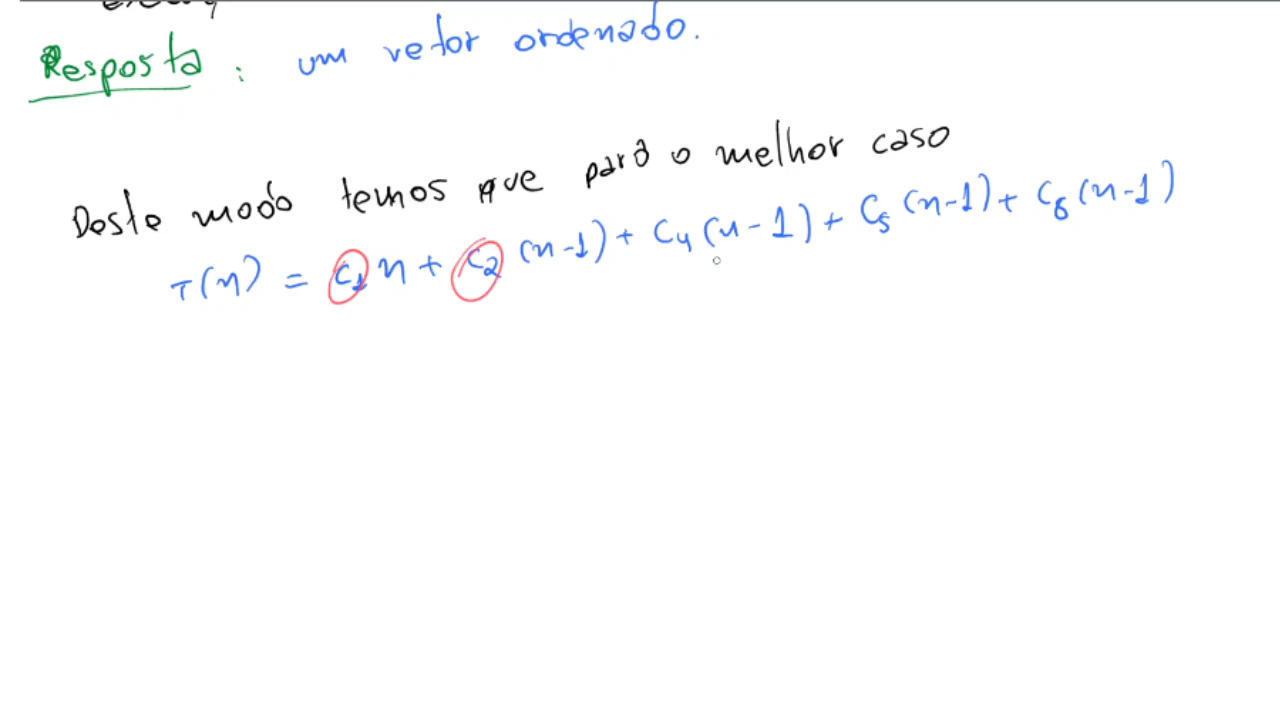 Resposta : um vetor ordenado.
Deste modo temos que para o melhor caso
T(n) = C1 n + C2 (n-1) + C4 (n-1) + C5 (n-1) + C8 (n-1)